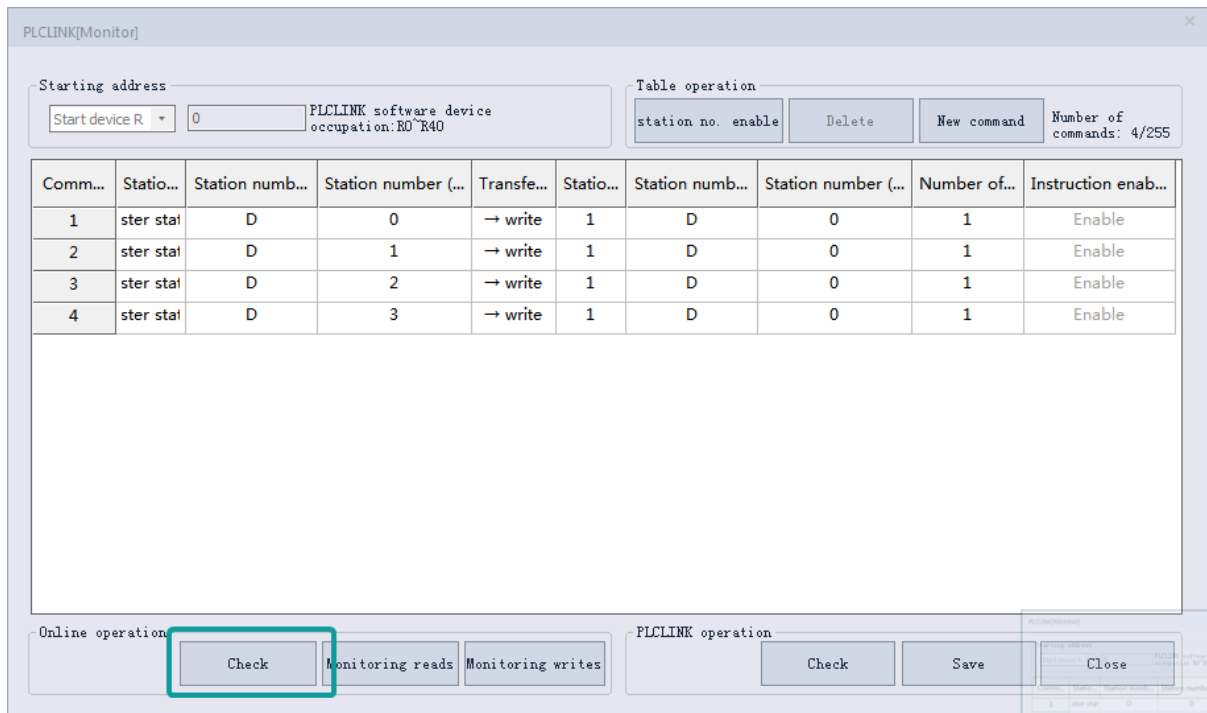 PLCLINK[Monitor]
Starting address
Start device R
0
PLCLINK software device
occupation:R0~R40
Table operation
station no. enable
Delete
New command
Number of
commands: 4/255
Comm... Statio... Station numb... Station number (... Transfe... Statio... Station numb... Station number (... Number of... Instruction enab...
1 ster stat D 0 → write 1 D 0 1 Enable
2 ster stat D 1 → write 1 D 0 1 Enable
3 ster stat D 2 → write 1 D 0 1 Enable
4 ster stat D 3 → write 1 D 0 1 Enable
Online operation
Check
Monitoring reads
Monitoring writes
PLCLINK operation
Check
Save
Close